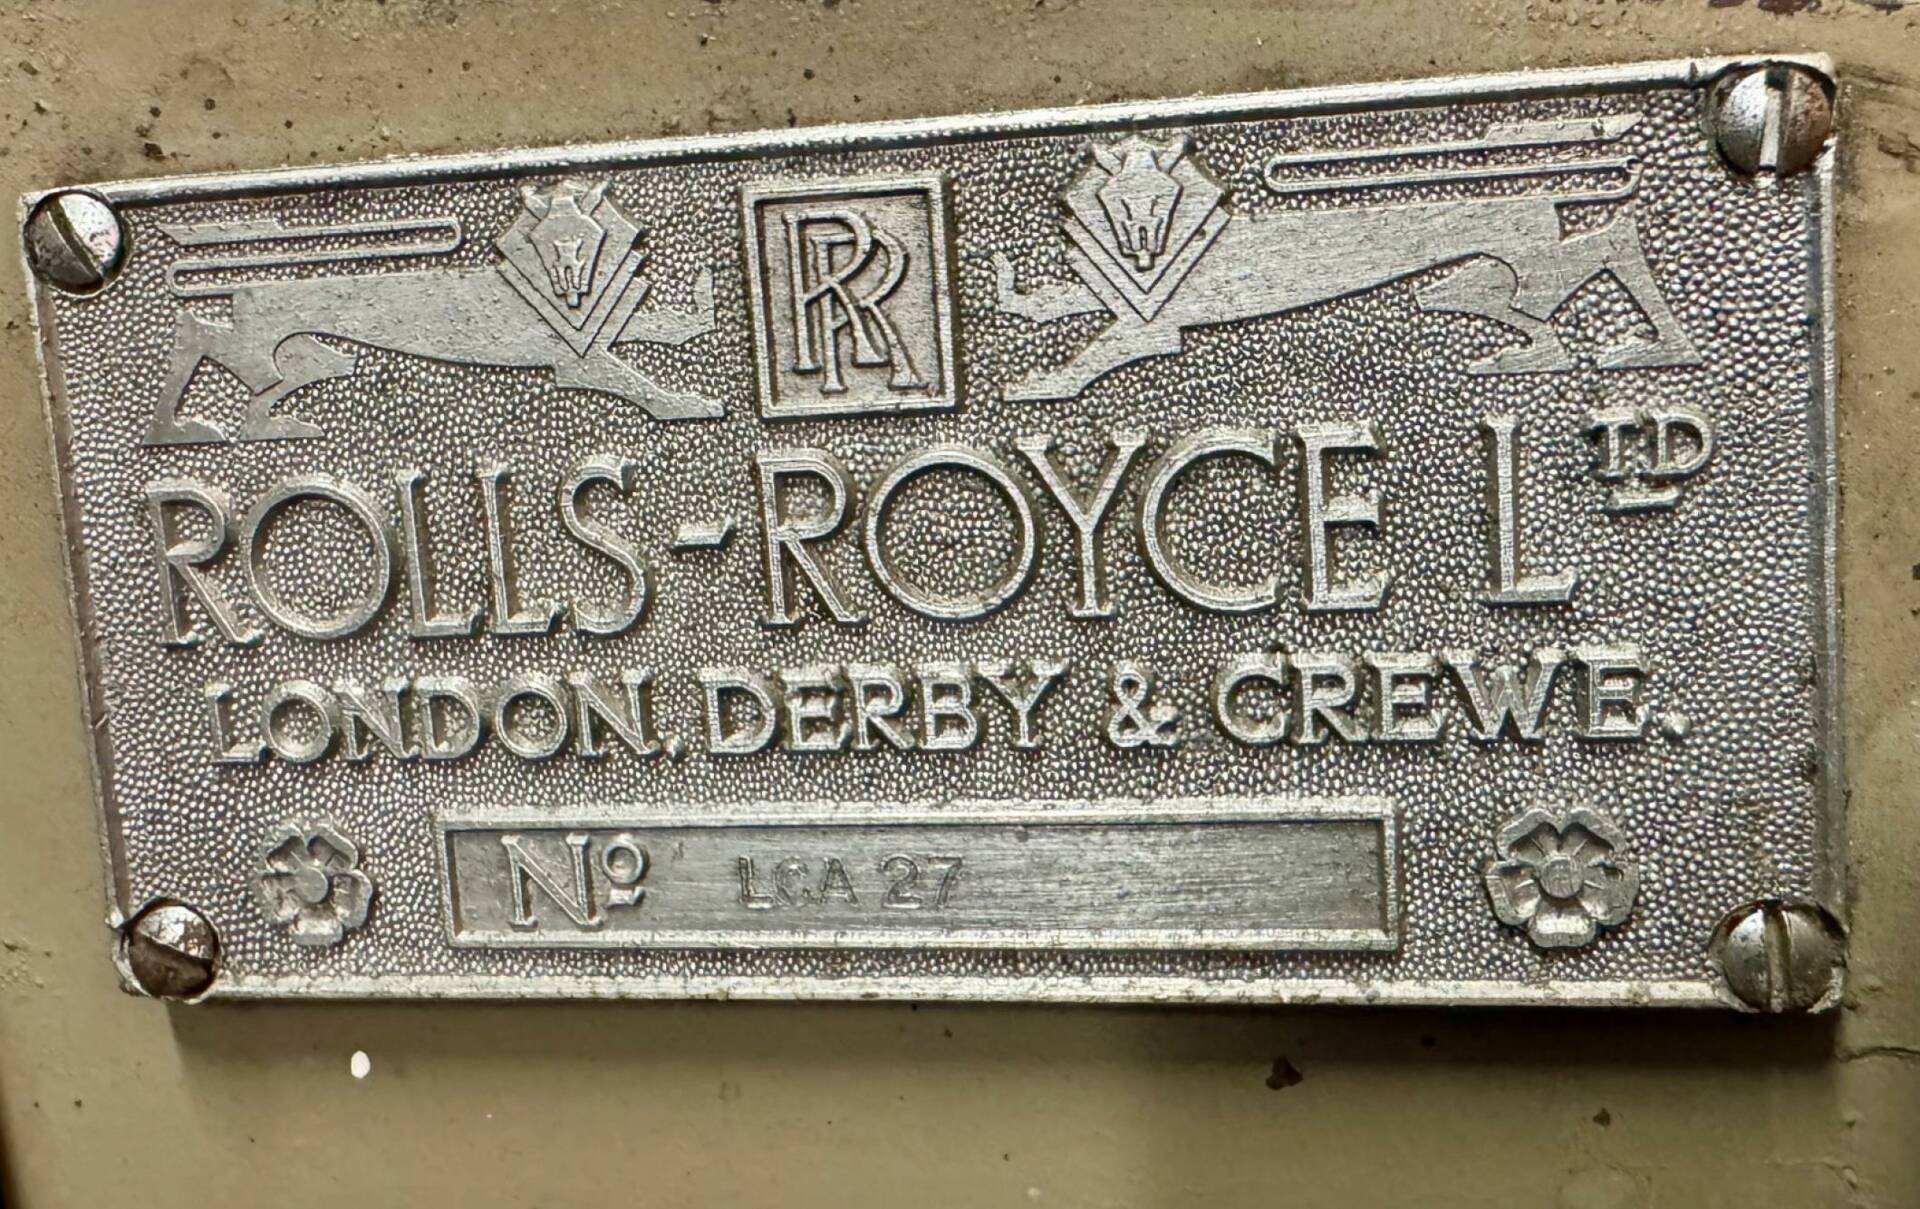 RR
ROLLS-ROYCE LTD
LONDON, DERBY & CREWE.
Nº LCA 27